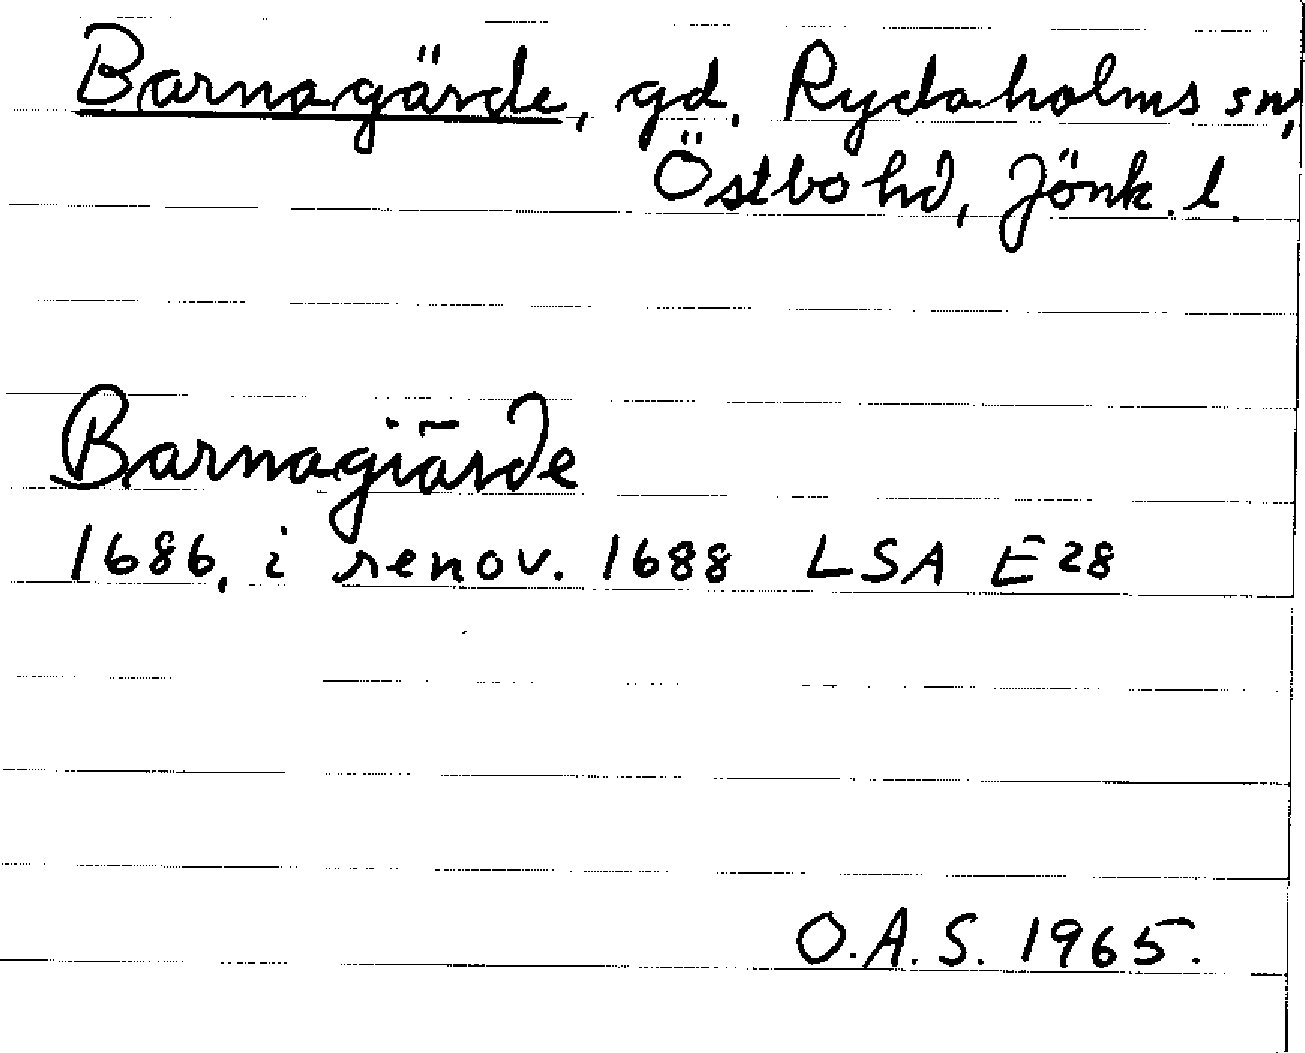 Barnagärde, gd. Rydaholms sn,
Östbo hd, Jönk. l.
Barnagiärde
1686, i renov. 1688 LSA E28
O.A.S. 1965.